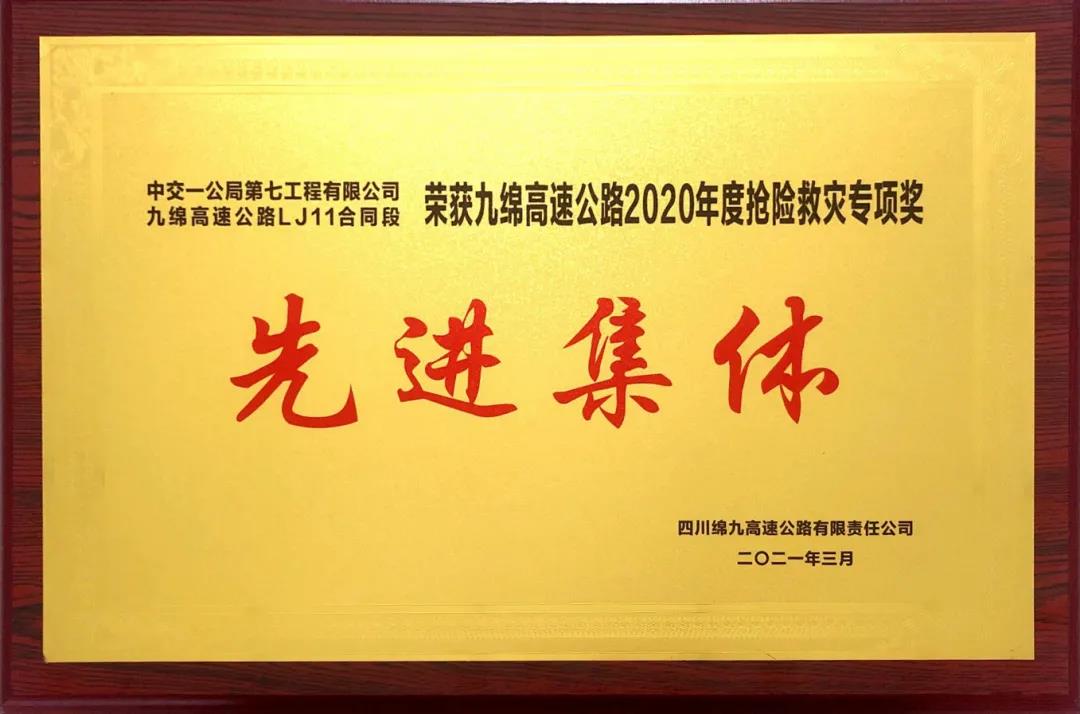 中交一公局第七工程有限公司
九绵高速公路LJ11合同段
荣获九绵高速公路2020年度抢险救灾专项奖
先进集体
四川绵九高速公路有限责任公司
二〇二一年三月